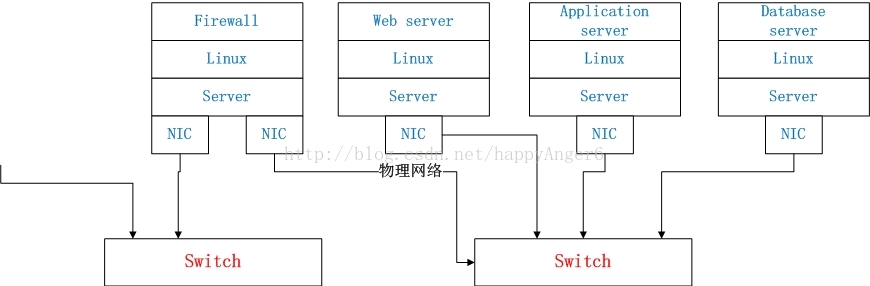 Firewall
Web server
Application
server
Database
server
Linux
Linux
Linux
Linux
Server
Server
Server
Server
NIC
NIC
NIC
NIC
NIC
http://blog.csdn.net/happyAnger6
物理网络
Switch
Switch